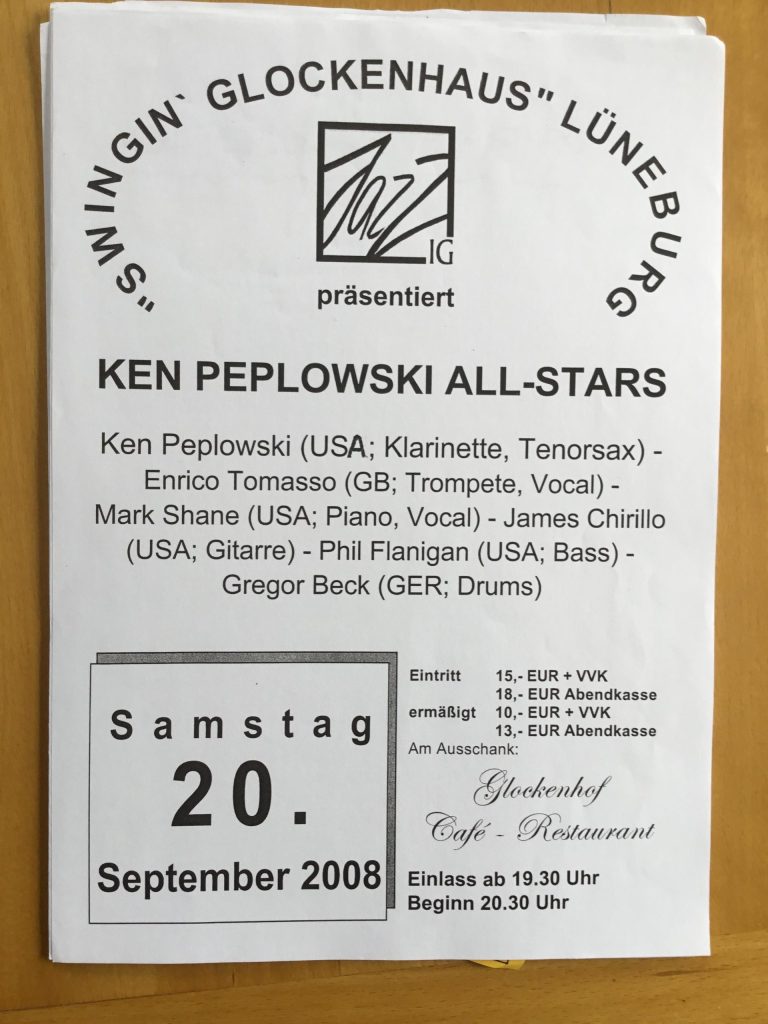 "SWINGIN` GLOCKENHAUS" LÜNEBURG
Jazz
IG
präsentiert
KEN PEPLOWSKI ALL-STARS
Ken Peplowski (USA; Klarinette, Tenorsax) -
Enrico Tomasso (GB; Trompete, Vocal) -
Mark Shane (USA; Piano, Vocal) - James Chirillo
(USA; Gitarre) - Phil Flanigan (USA; Bass) -
Gregor Beck (GER; Drums)
Samstag
20.
September 2008
Eintritt 15,- EUR + VVK
18,- EUR Abendkasse
ermäßigt 10,- EUR + VVK
13,- EUR Abendkasse
Am Ausschank:
Glockenhof
Café - Restaurant
Einlass ab 19.30 Uhr
Beginn 20.30 Uhr